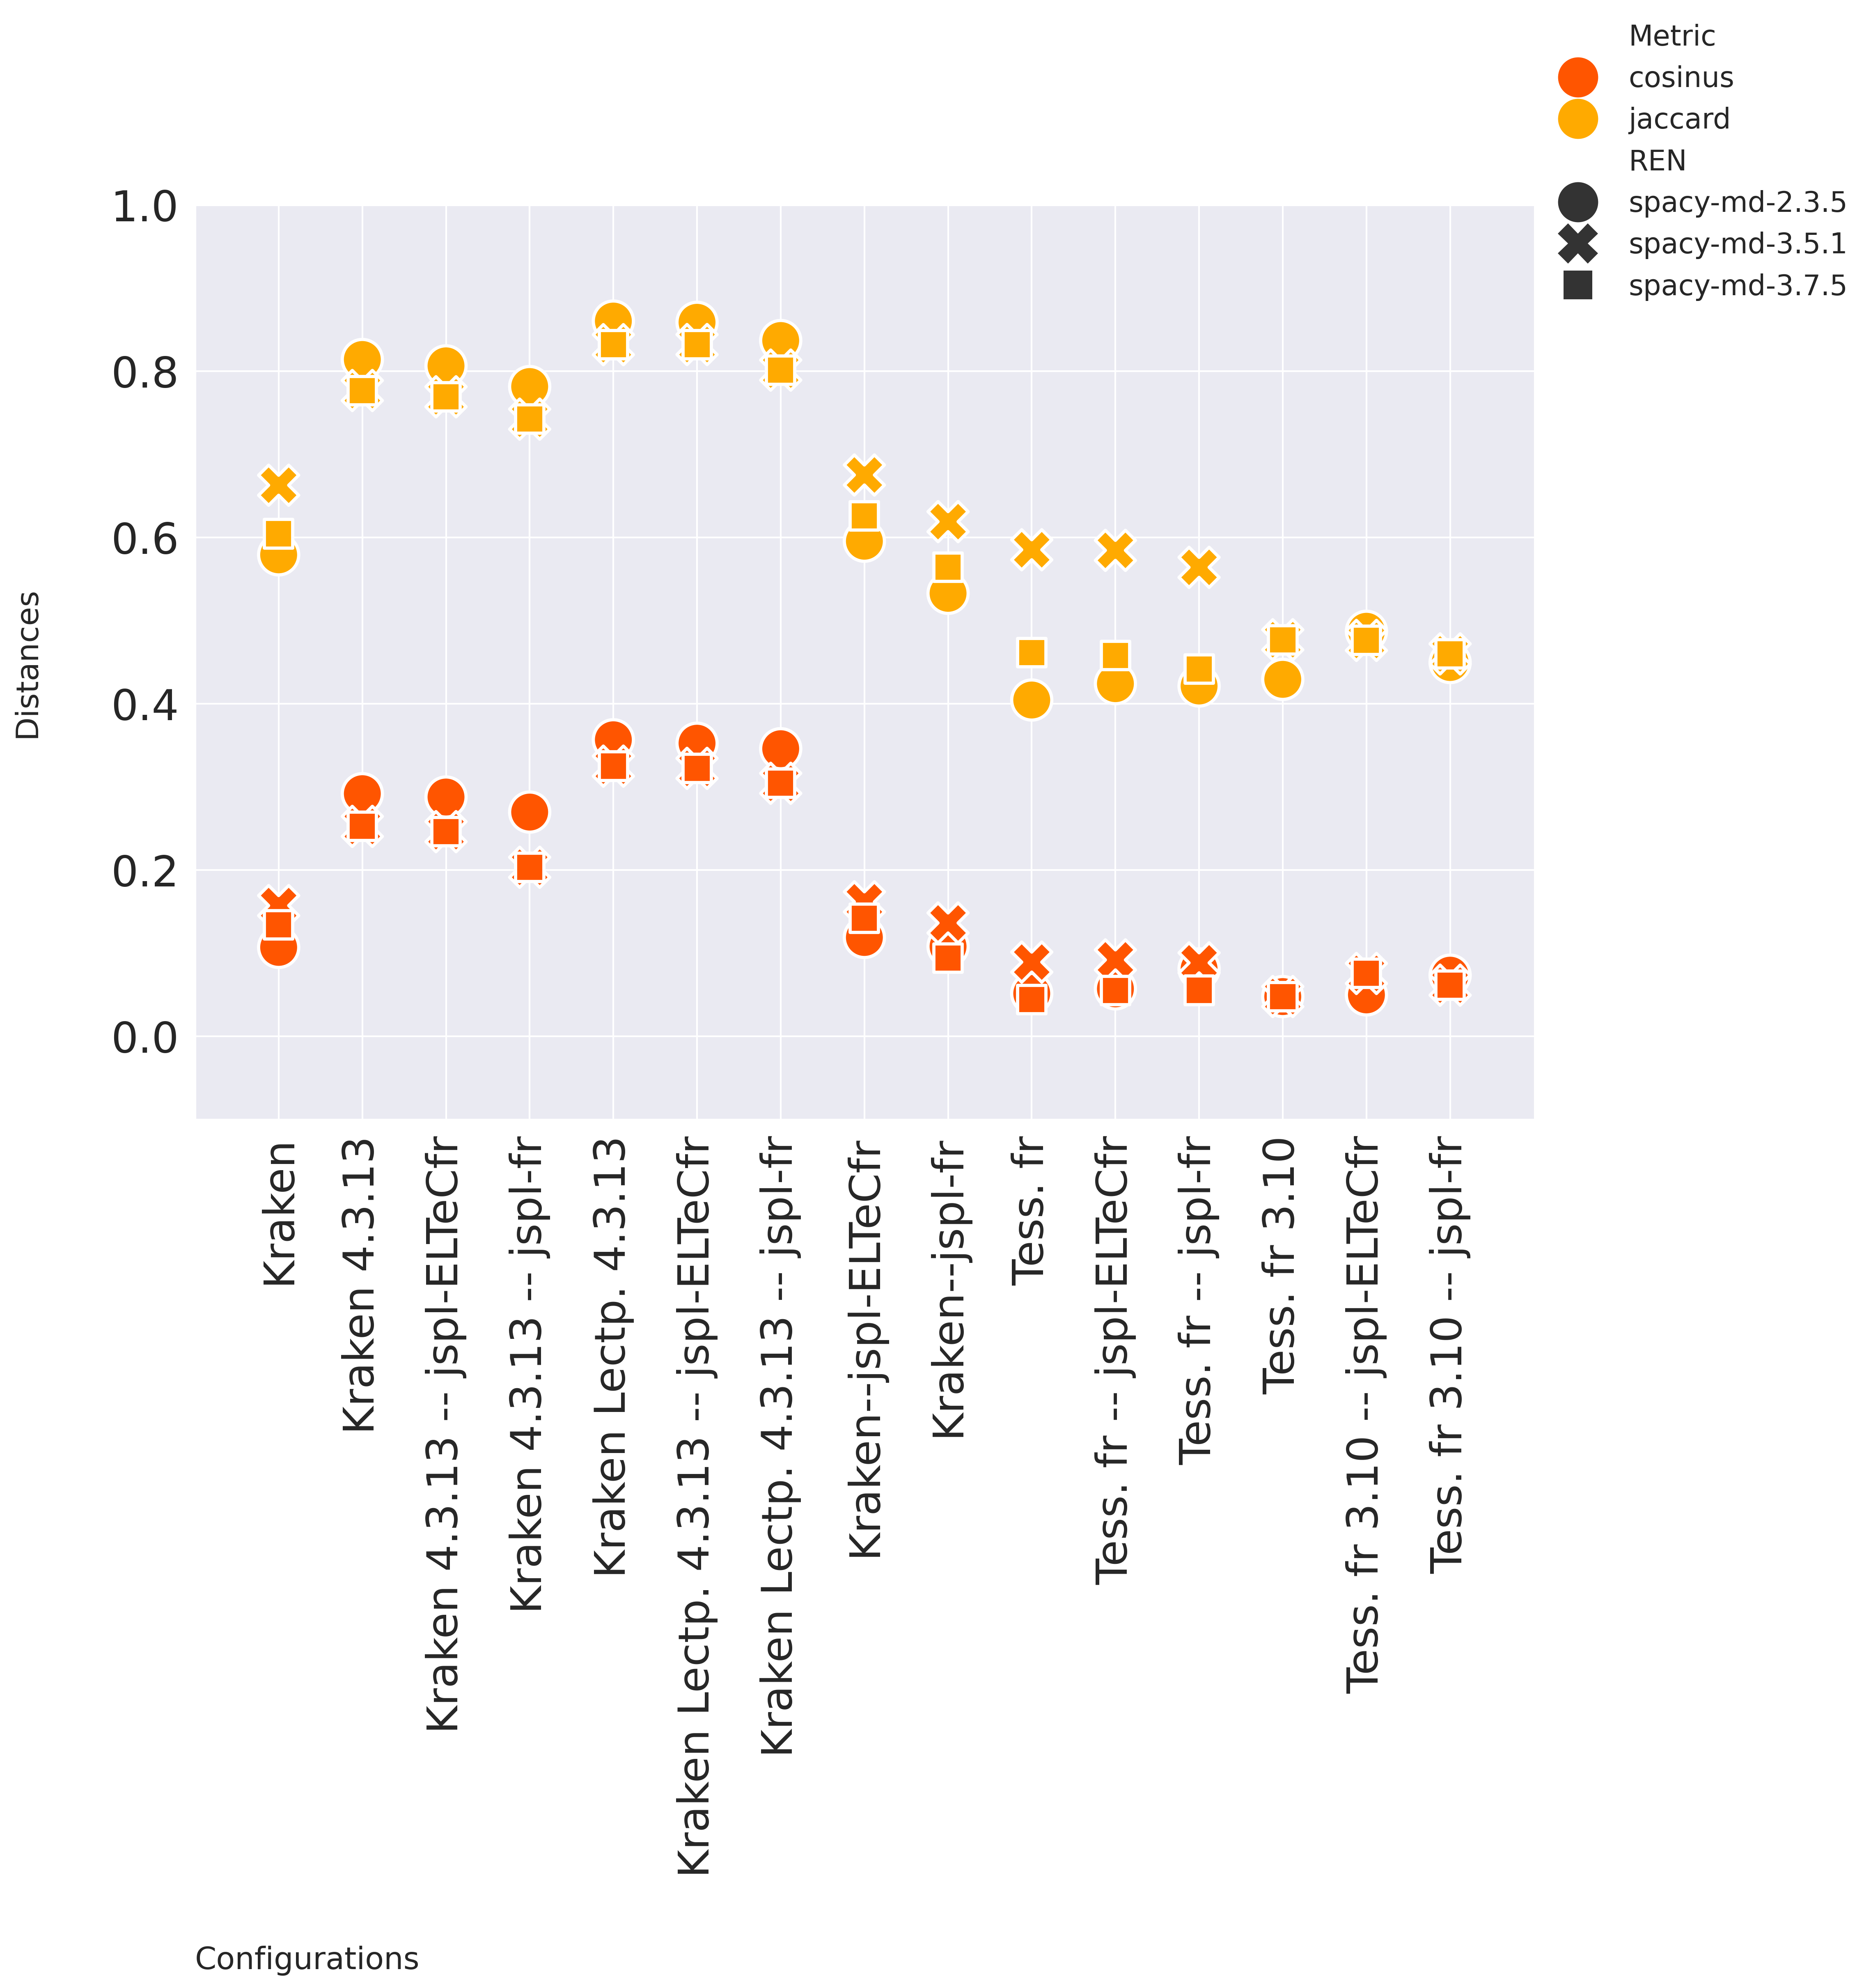 Metric
cosinus
jaccard
REN
spacy-md-2.3.5
spacy-md-3.5.1
spacy-md-3.7.5
Distances
1.0
0.8
0.6
0.4
0.2
0.0
Kraken
Kraken 4.3.13
Kraken 4.3.13 -- jspl-ELTeCfr
Kraken 4.3.13 -- jspl-fr
Kraken Lectp. 4.3.13
Kraken Lectp. 4.3.13 -- jspl-ELTeCfr
Kraken Lectp. 4.3.13 -- jspl-fr
Kraken--jspl-ELTeCfr
Kraken--jspl-fr
Tess. fr
Tess. fr -- jspl-ELTeCfr
Tess. fr -- jspl-fr
Tess. fr 3.10
Tess. fr 3.10 -- jspl-ELTeCfr
Tess. fr 3.10 -- jspl-fr
Configurations